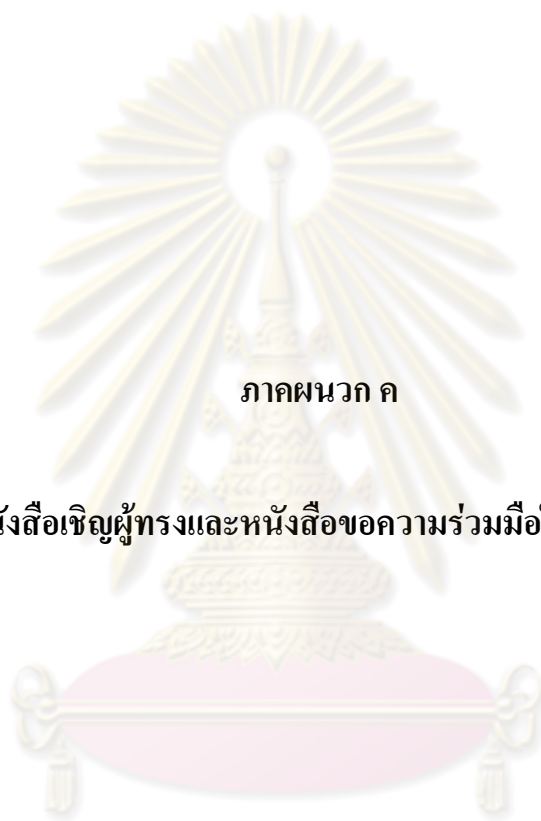 ภาคผนวก ค
ังสือเชิญผู้ทรงและหนังสือขอความร่วมมือ